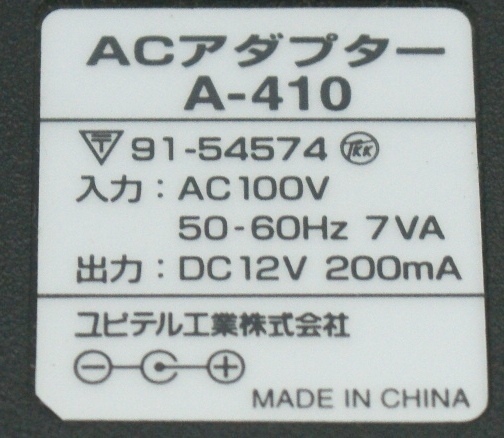 ACアダプター
A-410
〒 91-54574 TKK
入力：AC100V
50-60Hz 7VA
出力：DC12V 200mA
ユピテル工業株式会社
MADE IN CHINA